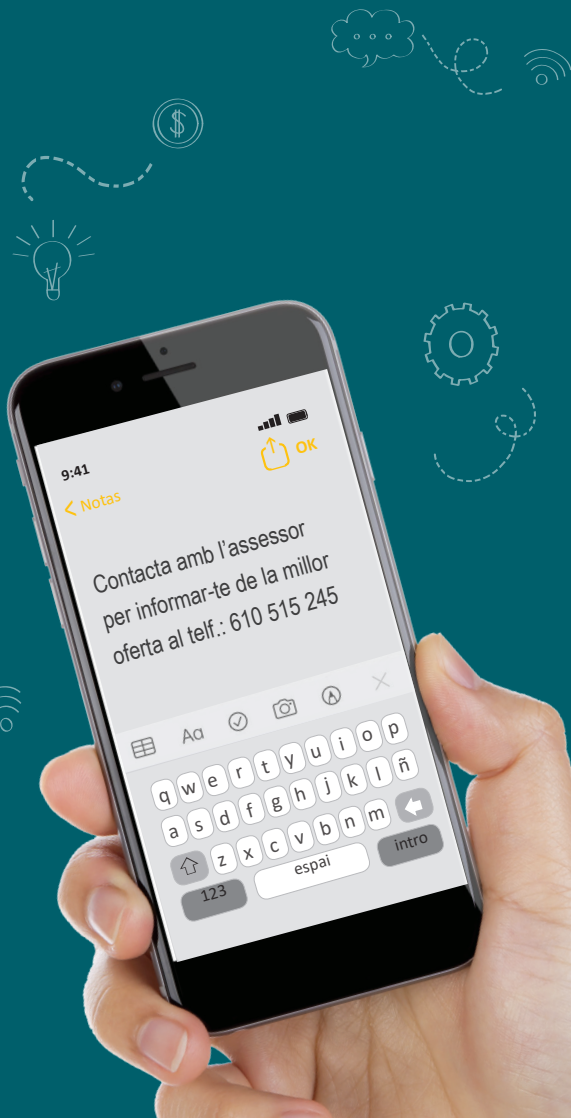 9:41
OK
Notas
Contacta amb l'assessor
per informar-te de la millor
oferta al telf.: 610 515 245
Aa
q w e r t y u i o p
a s d f g h j k l ñ
z x c v b n m
123 espai intro